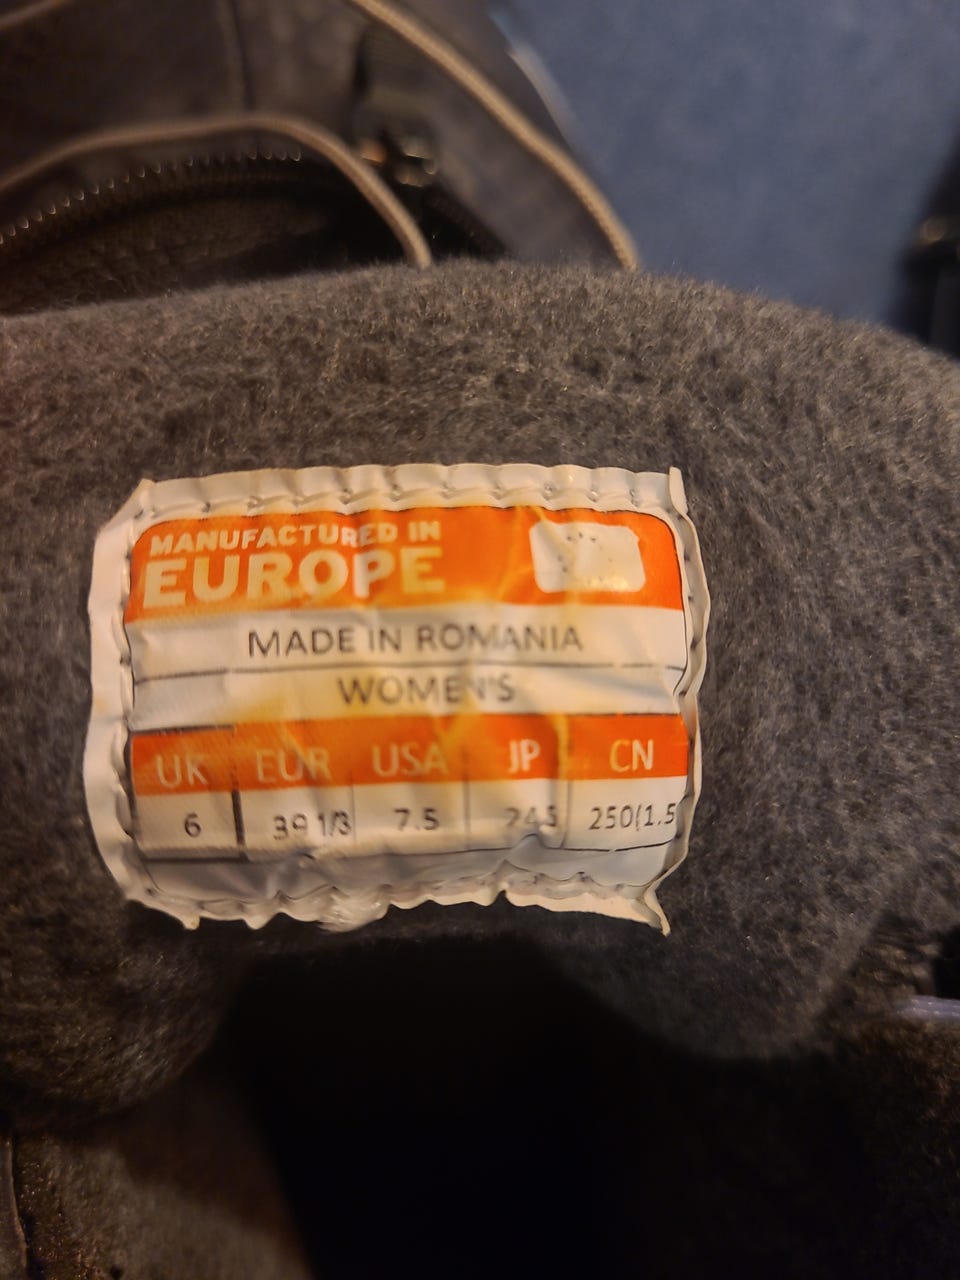 MANUFACTURED IN
EUROPE
MADE IN ROMANIA
WOMEN'S
UK EUR USA JP CN
6 39 1/3 7.5 245 250(1.5